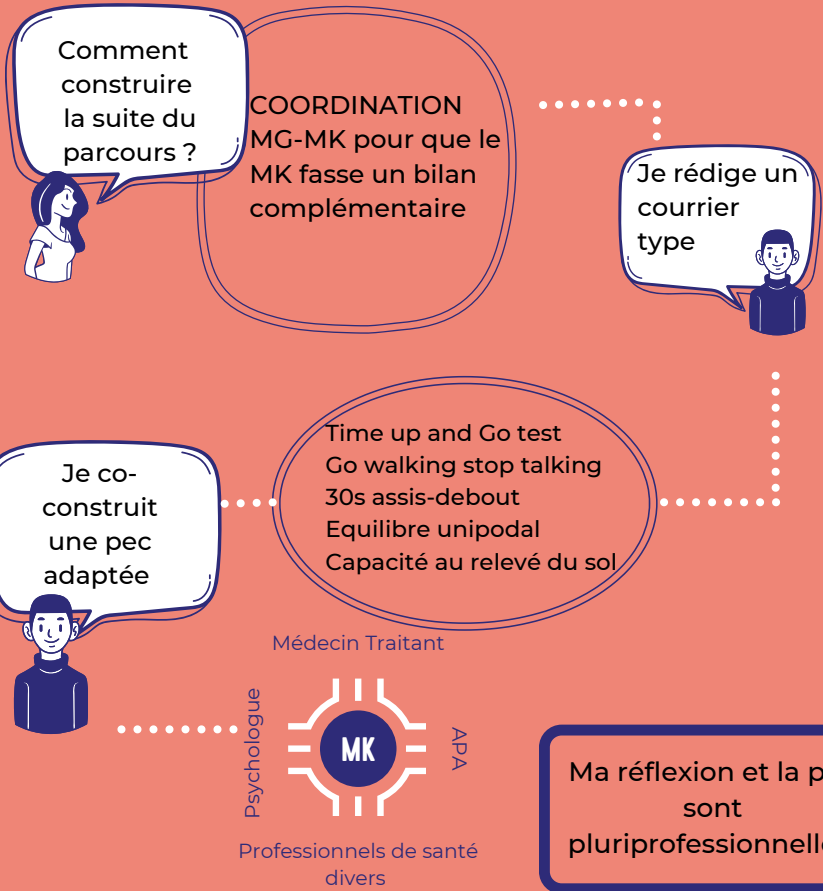 Comment
construire
la suite du
parcours ?
COORDINATION
MG-MK pour que le
MK fasse un bilan
complémentaire
Je rédige un
courrier
type
Time up and Go test
Go walking stop talking
30s assis-debout
Equilibre unipodal
Capacité au relevé du sol
Je co-
construit
une pec
adaptée
Médecin Traitant
Psychologue
MK
APA
Professionnels de santé
divers
Ma réflexion et la
sont